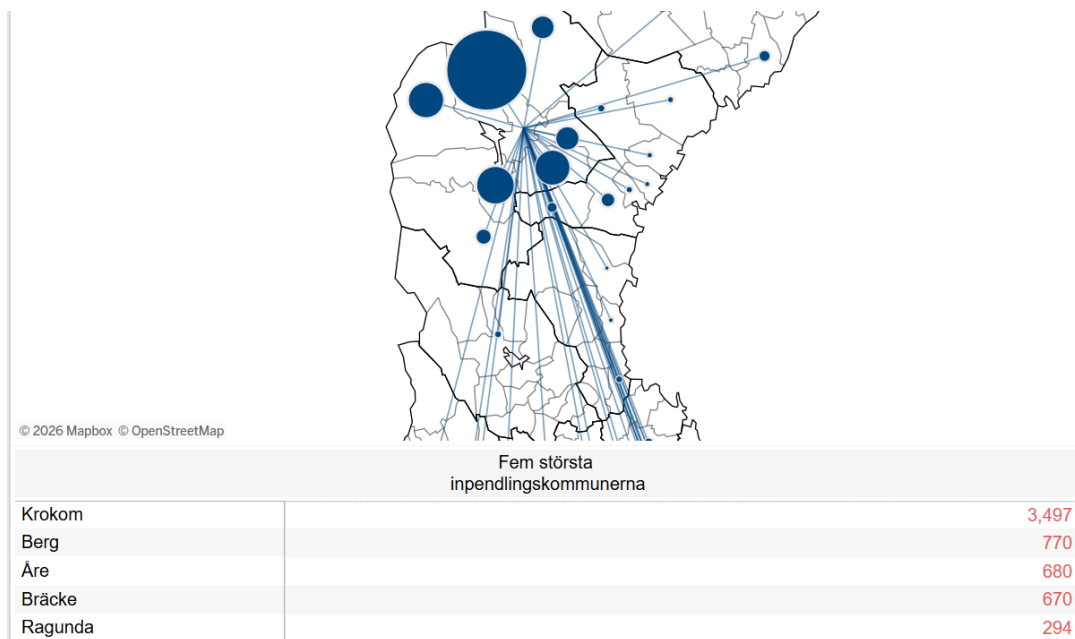 © 2026 Mapbox © OpenStreetMap
Fem största
inpendlingskommunerna
Krokom 3,497
Berg 770
Åre 680
Bräcke 670
Ragunda 294